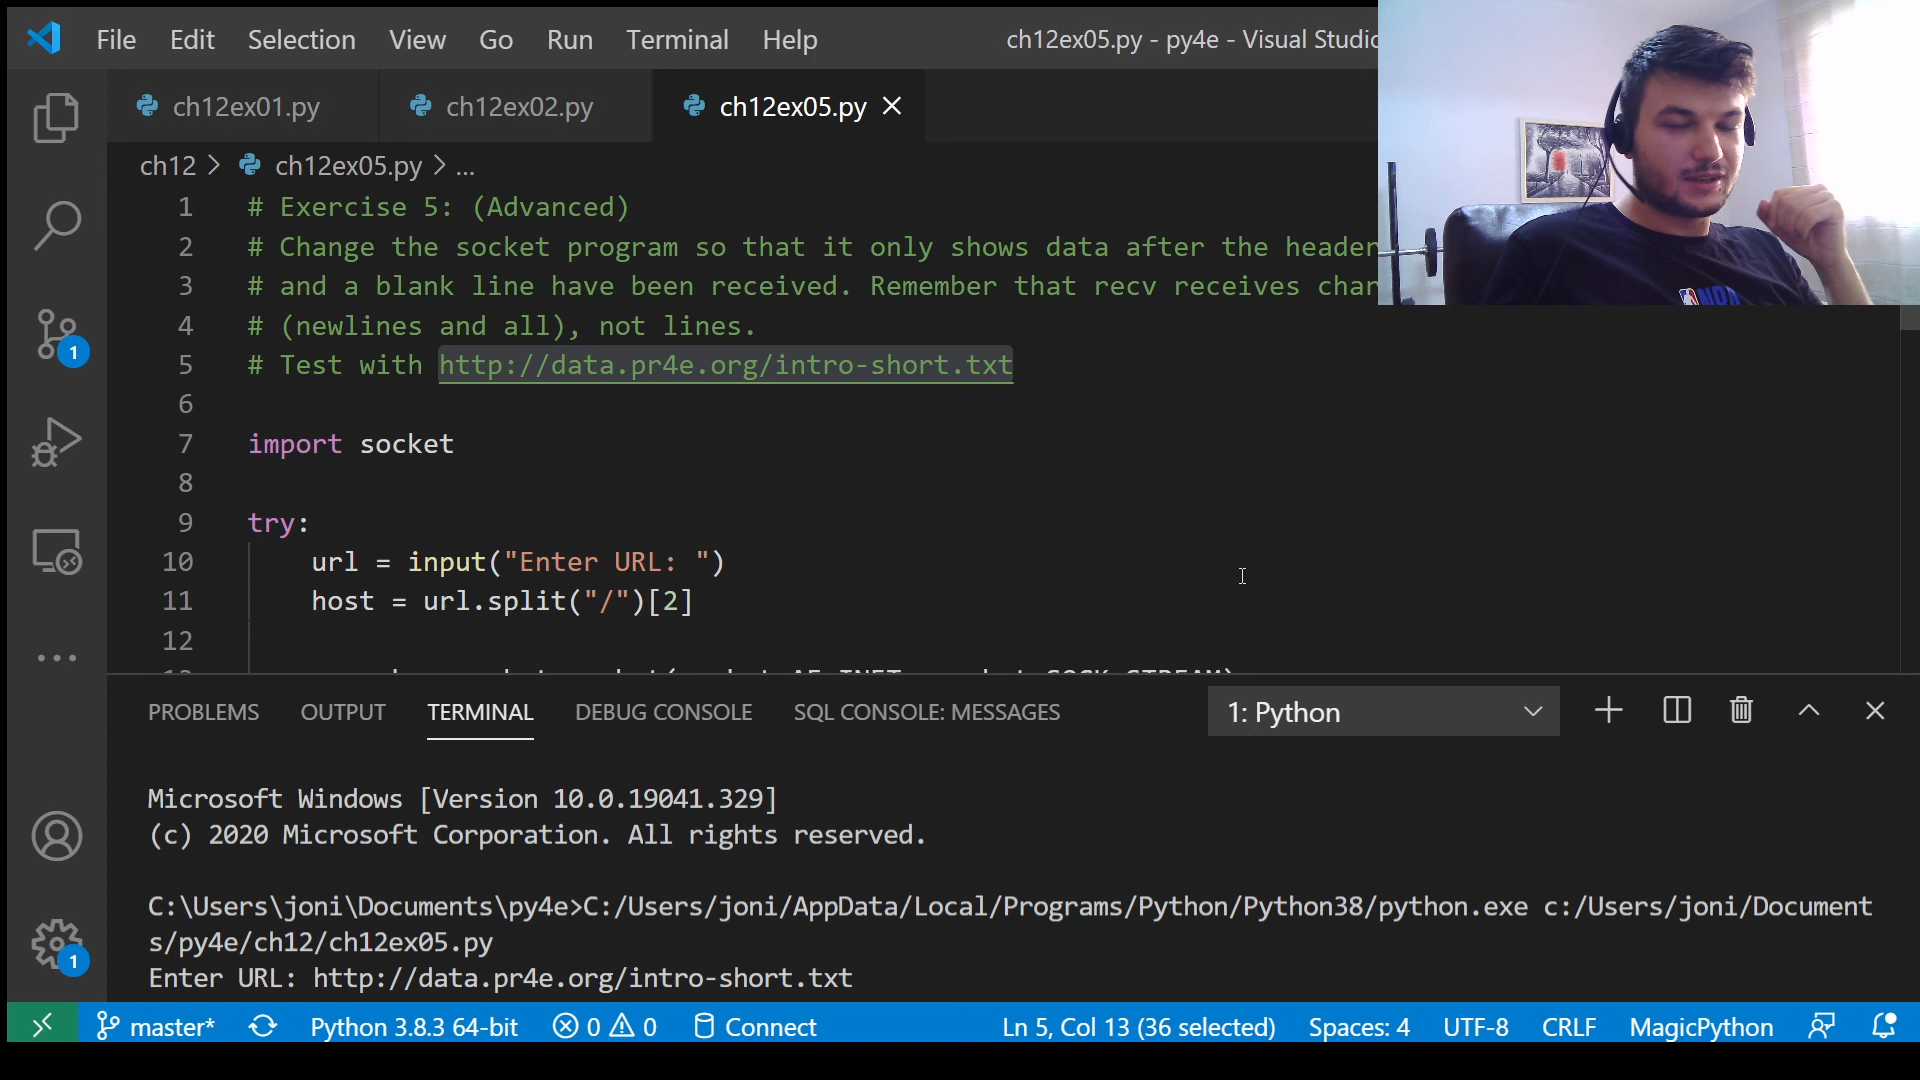 File Edit Selection View Go Run Terminal Help ch12ex05.py - py4e - Visual Studio
ch12ex01.py ch12ex02.py ch12ex05.py
ch12 > ch12ex05.py > ...
1 # Exercise 5: (Advanced)
2 # Change the socket program so that it only shows data after the header
3 # and a blank line have been received. Remember that recv receives char
4 # (newlines and all), not lines.
5 # Test with http://data.pr4e.org/intro-short.txt
6
7 import socket
8
9 try:
10 url = input("Enter URL: ")
11 host = url.split("/")[2]
12
PROBLEMS OUTPUT TERMINAL DEBUG CONSOLE SQL CONSOLE: MESSAGES 1: Python
Microsoft Windows [Version 10.0.19041.329]
(c) 2020 Microsoft Corporation. All rights reserved.
C:\Users\joni\Documents\py4e>C:/Users/joni/AppData/Local/Programs/Python/Python38/python.exe c:/Users/joni/Document
s/py4e/ch12/ch12ex05.py
Enter URL: http://data.pr4e.org/intro-short.txt
1
1
master* Python 3.8.3 64-bit 0 0 Connect Ln 5, Col 13 (36 selected) Spaces: 4 UTF-8 CRLF MagicPython